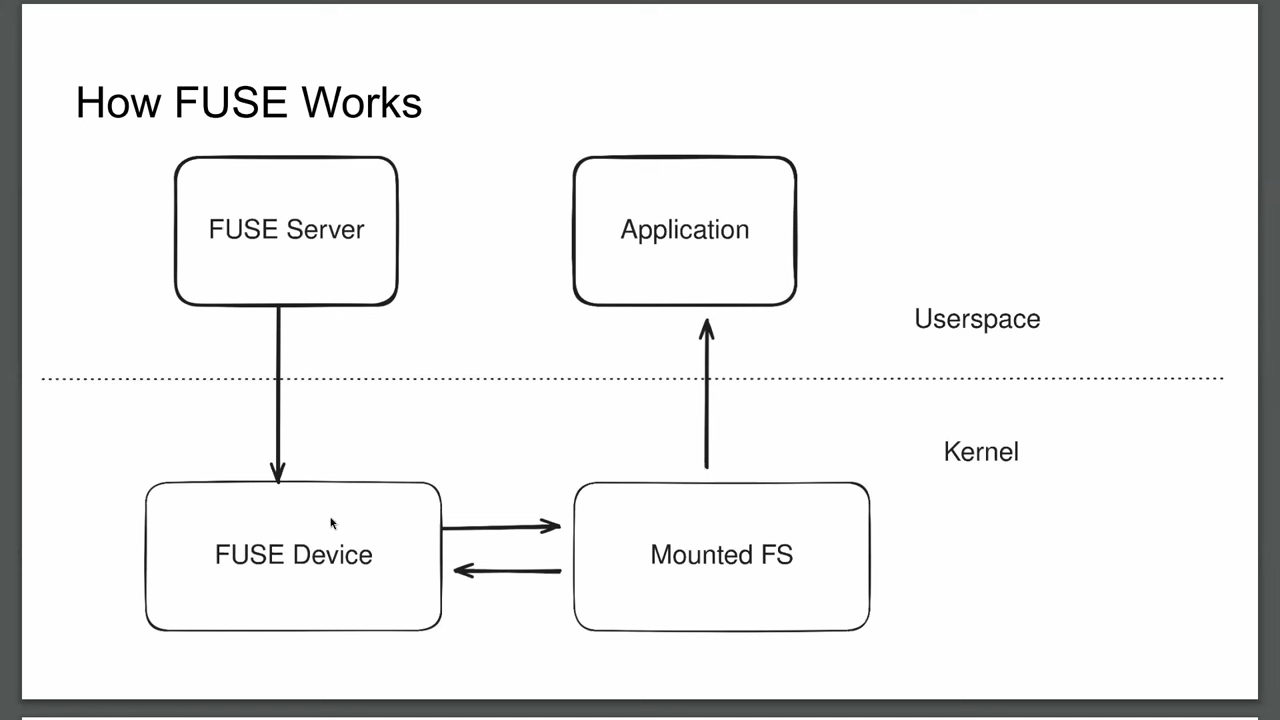 How FUSE Works
FUSE Server
Application
Userspace
Kernel
FUSE Device
Mounted FS